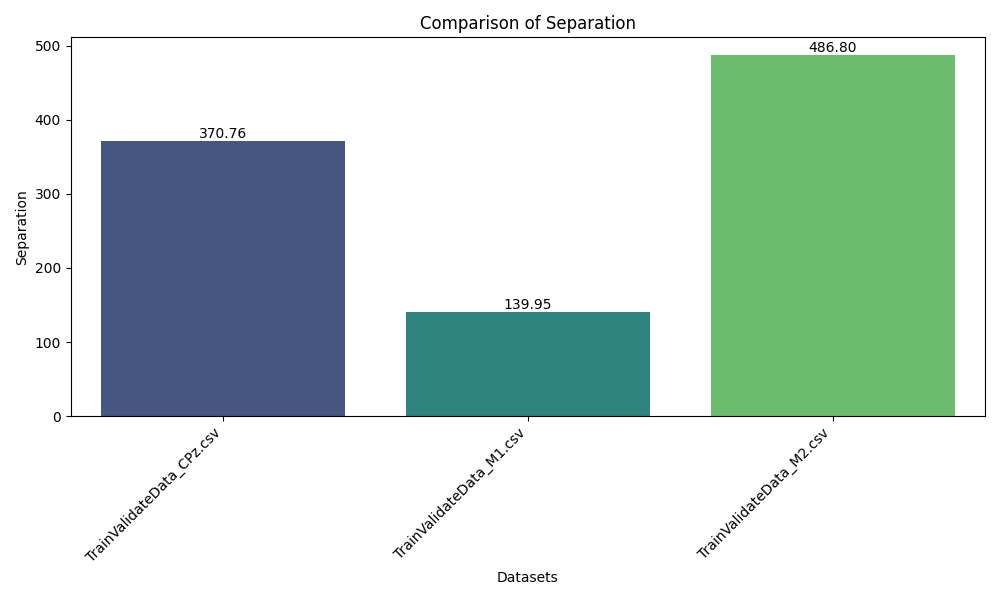 Comparison of Separation
Separation
500
400
300
200
100
0
370.76
139.95
486.80
TrainValidateData_CPz.csv
TrainValidateData_M1.csv
TrainValidateData_M2.csv
Datasets